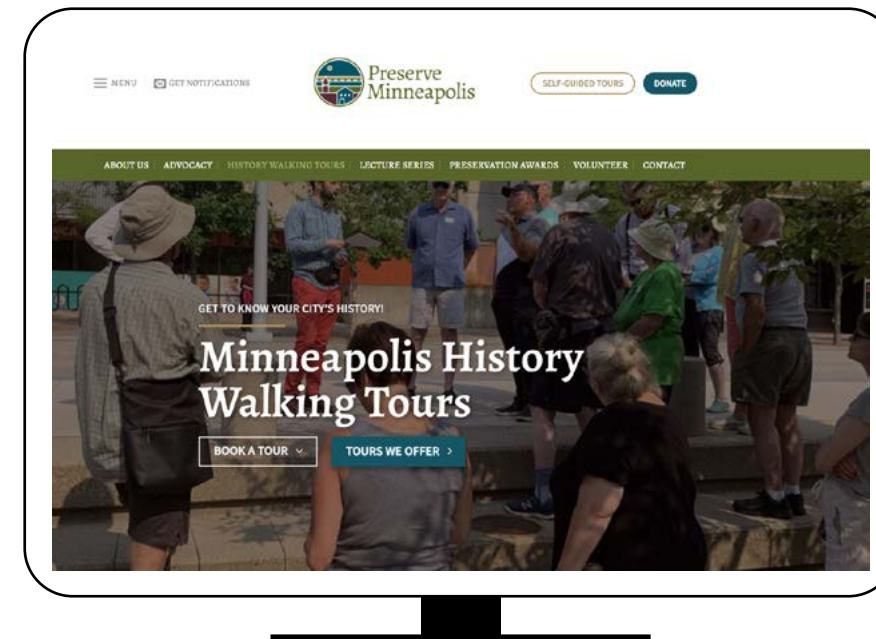 MENU
GET NOTIFICATIONS
Preserve
Minneapolis
SELF-GUIDED TOURS
DONATE
ABOUT US
ADVOCACY
HISTORY WALKING TOURS
LECTURE SERIES
PRESERVATION AWARDS
VOLUNTEER
CONTACT
GET TO KNOW YOUR CITY'S HISTORY!
Minneapolis History
Walking Tours
BOOK A TOUR
TOURS WE OFFER